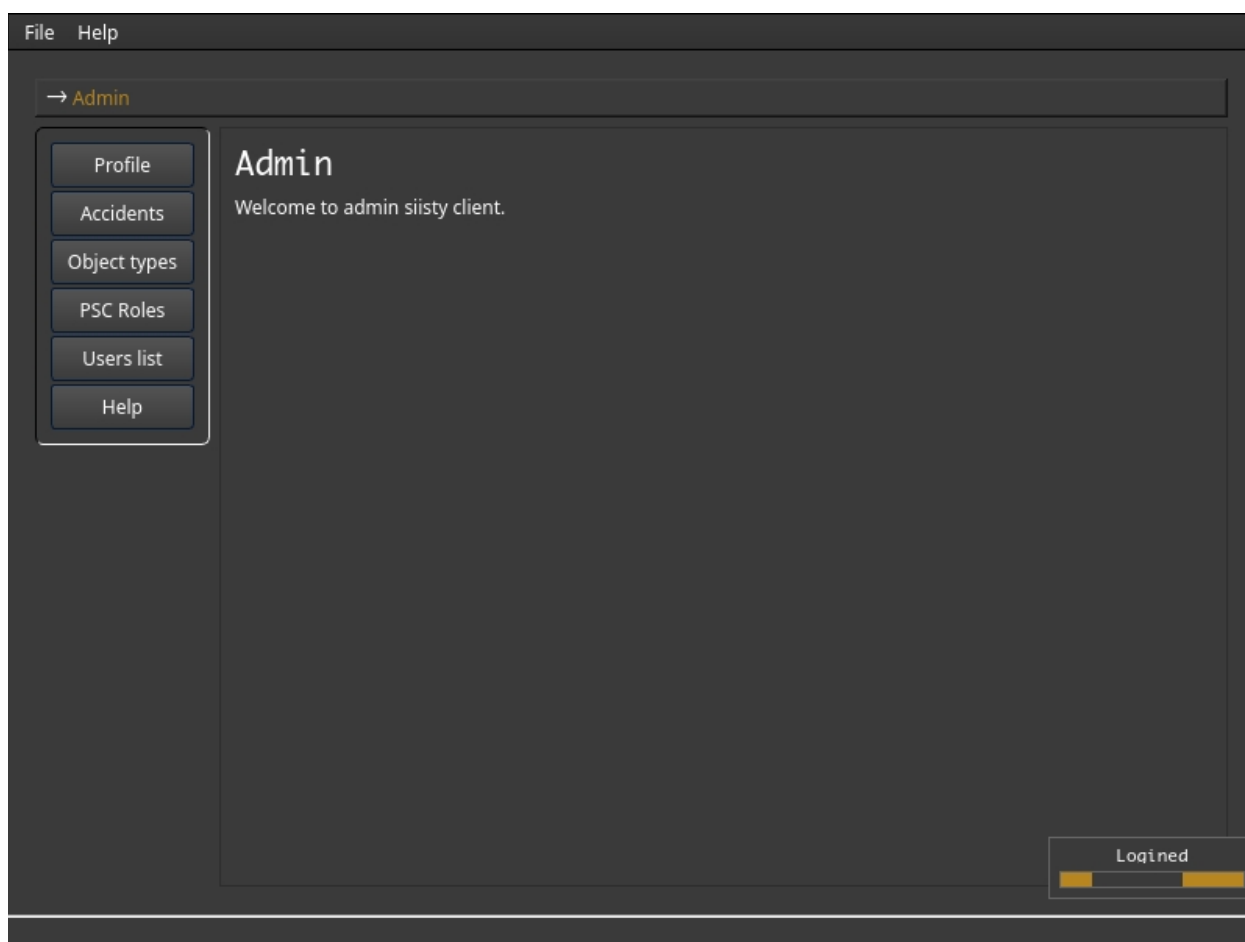 File Help
→ Admin
Profile
Accidents
Object types
PSC Roles
Users list
Help
Admin
Welcome to admin siisty client.
Logined